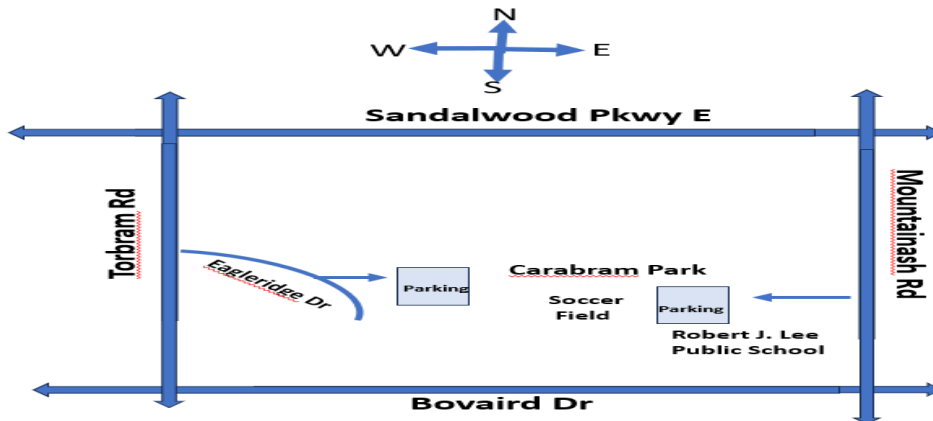 N
W
E
S
Sandalwood Pkwy E
Torbram Rd
Mountainash Rd
Eagleridge Dr
Carabram Park
Parking
Soccer
Field
Parking
Robert J. Lee
Public School
Bovaird Dr